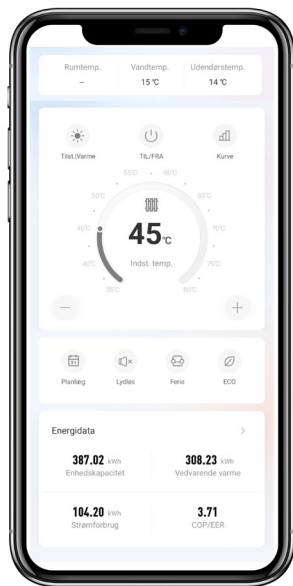 Rumtemp. Vandtemp. Udendørstemp.
-- 15 °C 14 °C
Tilst.|Varme TIL/FRA Kurve
55°C 60°C
50°C 65°C
45°C 70°C
40°C 75°C
35°C 80°C
45°C
Indst. temp.
— +
31
Planlæg Lydløs Ferie ECO
Energidata >
387.02 kWh 308.23 kWh
Enhedskapacitet Vedvarende varme
104.20 kWh 3.71
Strømforbrug COP/EER